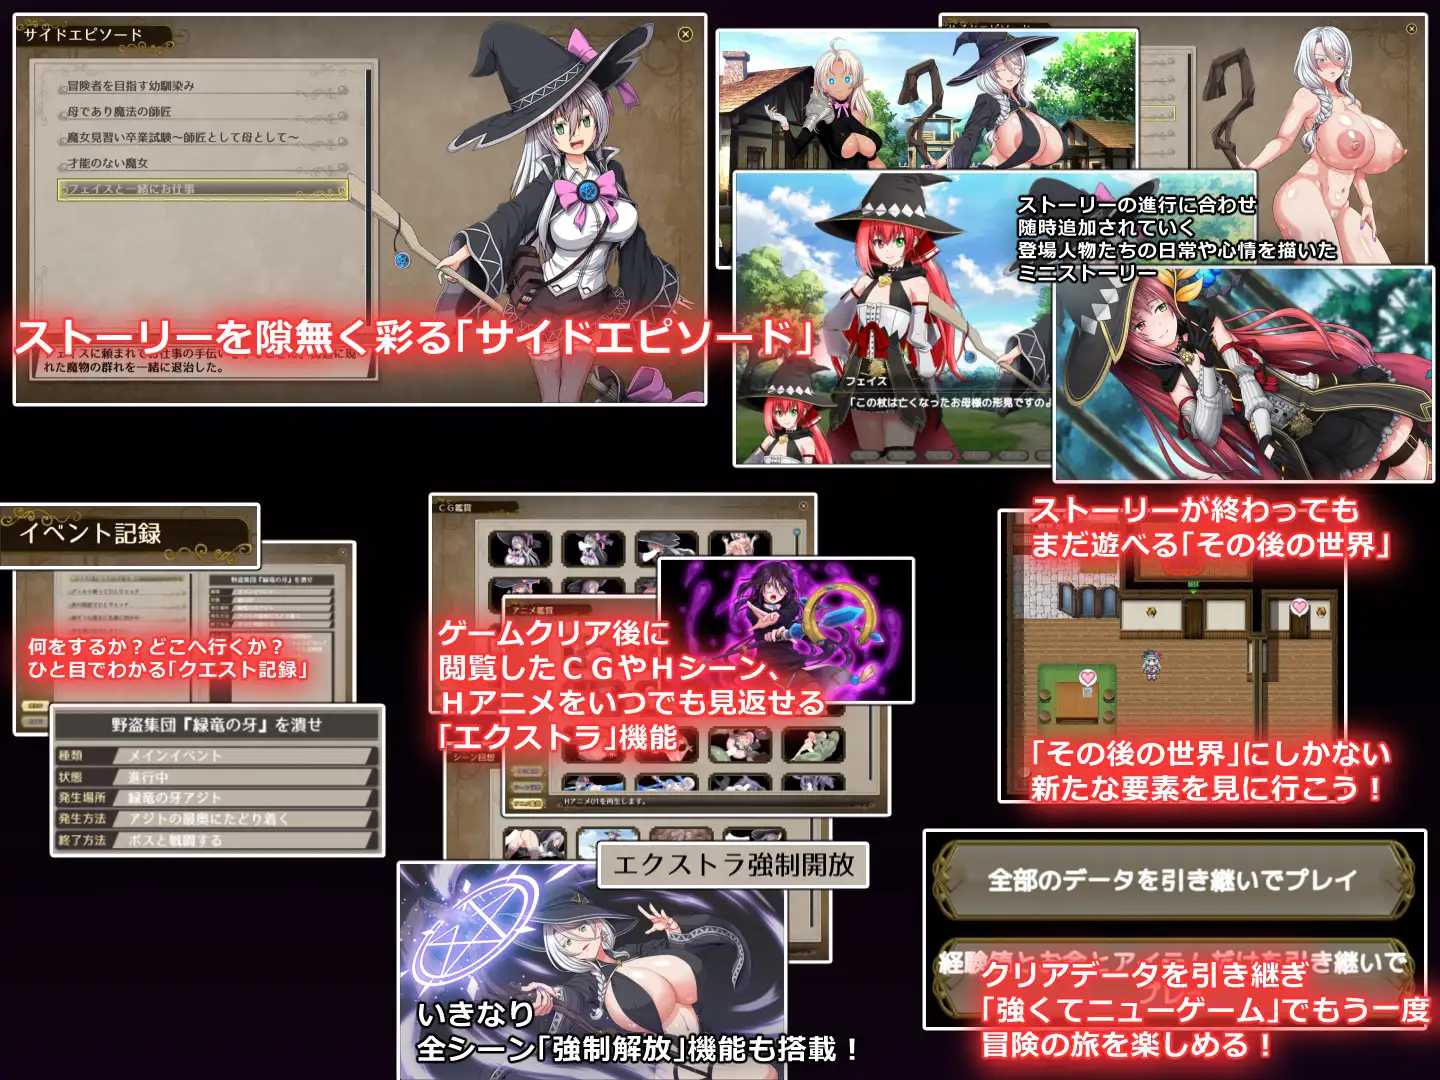 サイドエピソード
冒険者を目指す幼馴染み
母であり魔法の師匠
魔女見習い卒業試験～師匠として母として～
才能のない魔女
フェイスと一緒にお仕事
ストーリーを隙無く彩る「サイドエピソード」
れた魔物の群れを一緒に退治した。
ストーリーの進行に合わせ
随時追加されていく
登場人物たちの日常や心情を描いた
ミニストーリー
フェイス
「この杖は亡くなったお母様の形見ですのよ
イベント記録
野盗集団『緑竜の牙』を潰せ
何をするか？どこへ行くか？
ひと目でわかる「クエスト記録」
野盗集団『緑竜の牙』を潰せ
種類 メインイベント
状態 進行中
発生場所 緑竜の牙アジト
発生方法 アジトの最奥にたどり着く
終了方法 ボスと戦闘する
ＣＧ鑑賞
アニメ鑑賞
ゲームクリア後に
閲覧したＣＧやＨシーン、
Ｈアニメをいつでも見返せる
「エクストラ」機能
シーン回想
Hアニメ01を再生します。
エクストラ強制開放
いきなり
全シーン「強制解放」機能も搭載！
ストーリーが終わっても
まだ遊べる「その後の世界」
「その後の世界」にしかない
新たな要素を見に行こう！
全部のデータを引き継いでプレイ
クリアデータを引き継ぎ
「強くてニューゲーム」でもう一度
冒険の旅を楽しめる！